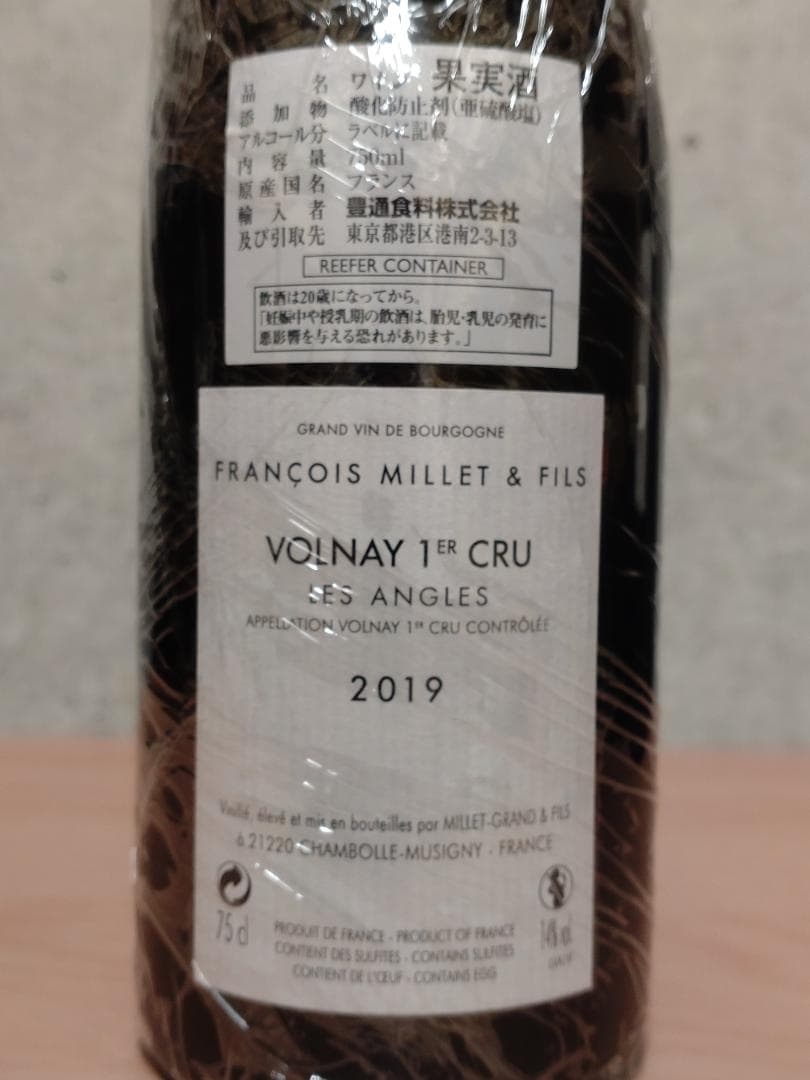 品名 ワイン 果実酒
添加物 酸化防止剤(亜硫酸塩)
アルコール分 ラベルに記載
内容量 750ml
原産国名 フランス
輸入者 豊通食料株式会社
及び引取先 東京都港区港南2-3-13
REEFER CONTAINER
飲酒は20歳になってから。
「妊娠中や授乳期の飲酒は、胎児・乳児の発育に
悪影響を与える恐れがあります。」
GRAND VIN DE BOURGOGNE
FRANÇOIS MILLET & FILS
VOLNAY 1ER CRU
LES ANGLES
APPELLATION VOLNAY 1ER CRU CONTRÔLÉE
2019
élevé et mis en bouteilles par MILLET-GRAND & FILS
à 21220 CHAMBOLLE-MUSIGNY - FRANCE
75 cl
PRODUIT DE FRANCE - PRODUCT OF FRANCE
CONTIENT DES SULFITES - CONTAINS SULFITES
CONTIENT DE L'ŒUF - CONTAINS EGG